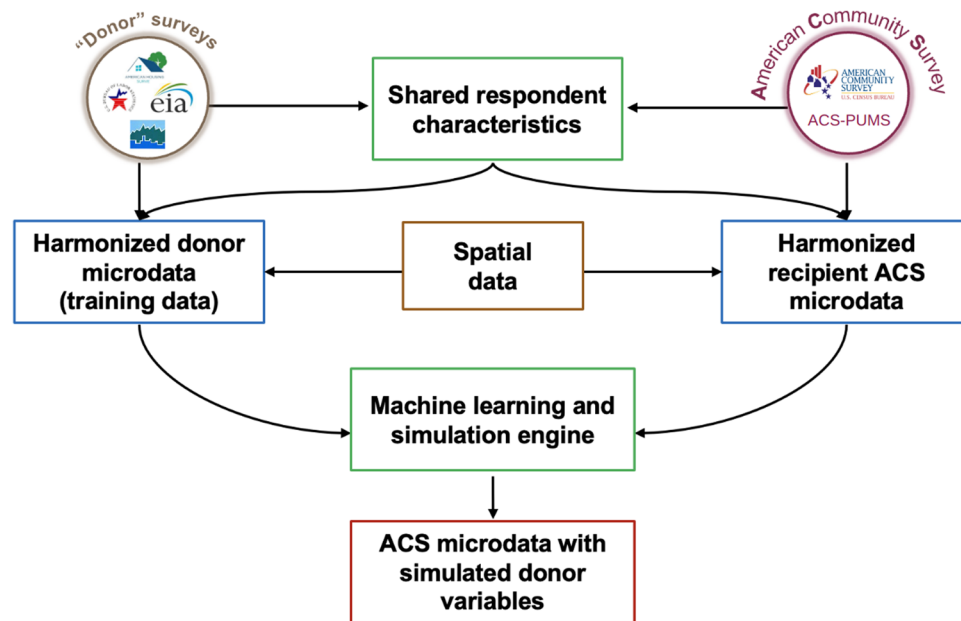 “Donor” surveys
eia
American Community Survey
AMERICAN
COMMUNITY
SURVEY
U.S. CENSUS BUREAU
ACS-PUMS
Shared respondent
characteristics
Harmonized donor
microdata
(training data)
Spatial
data
Harmonized
recipient ACS
microdata
Machine learning and
simulation engine
ACS microdata with
simulated donor
variables